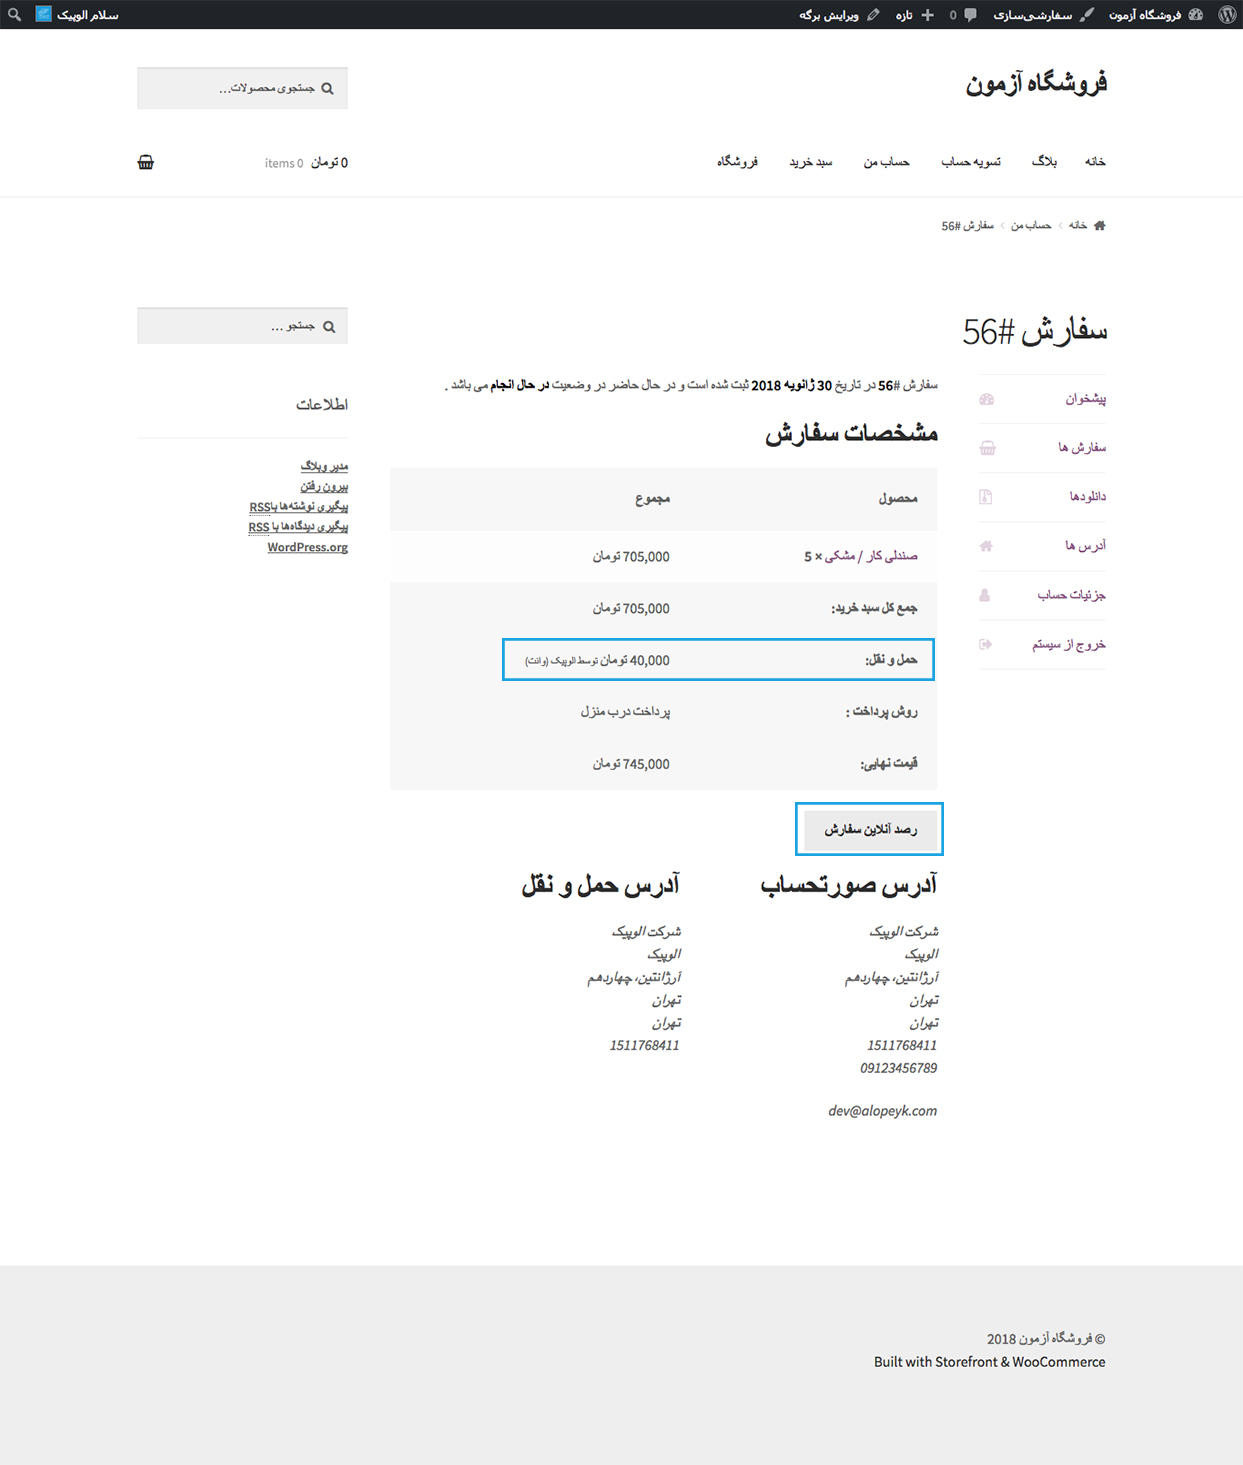 فروشگاه آزمون سفارشی‌سازی 0 تازه ویرایش برگه سلام الوپیک
فروشگاه آزمون
جستجوی محصولات…
خانه بلاگ تسویه حساب حساب من سبد خرید فروشگاه
0 تومان 0 items
خانه › حساب من › سفارش #56
سفارش #56
پیشخوان
سفارش ها
دانلودها
آدرس ها
جزئیات حساب
خروج از سیستم
سفارش #56 در تاریخ 30 ژانویه 2018 ثبت شده است و در حال حاضر در وضعیت در حال انجام می باشد .
مشخصات سفارش
محصول مجموع
صندلی کار / مشکی × 5 705,000 تومان
جمع کل سبد خرید: 705,000 تومان
حمل و نقل: 40,000 تومان توسط الوپیک (وانت)
روش پرداخت : پرداخت درب منزل
قیمت نهایی: 745,000 تومان
رصد آنلاین سفارش
آدرس صورتحساب
شرکت الوپیک
الوپیک
آرژانتین، چهاردهم
تهران
تهران
1511768411
09123456789
dev@alopeyk.com
آدرس حمل و نقل
شرکت الوپیک
الوپیک
آرژانتین، چهاردهم
تهران
تهران
1511768411
جستجو …
اطلاعات
مدیر وبلاگ
بیرون رفتن
پیگیری نوشته‌ها با RSS
پیگیری دیدگاه‌ها با RSS
WordPress.org
© فروشگاه آزمون 2018
Built with Storefront & WooCommerce